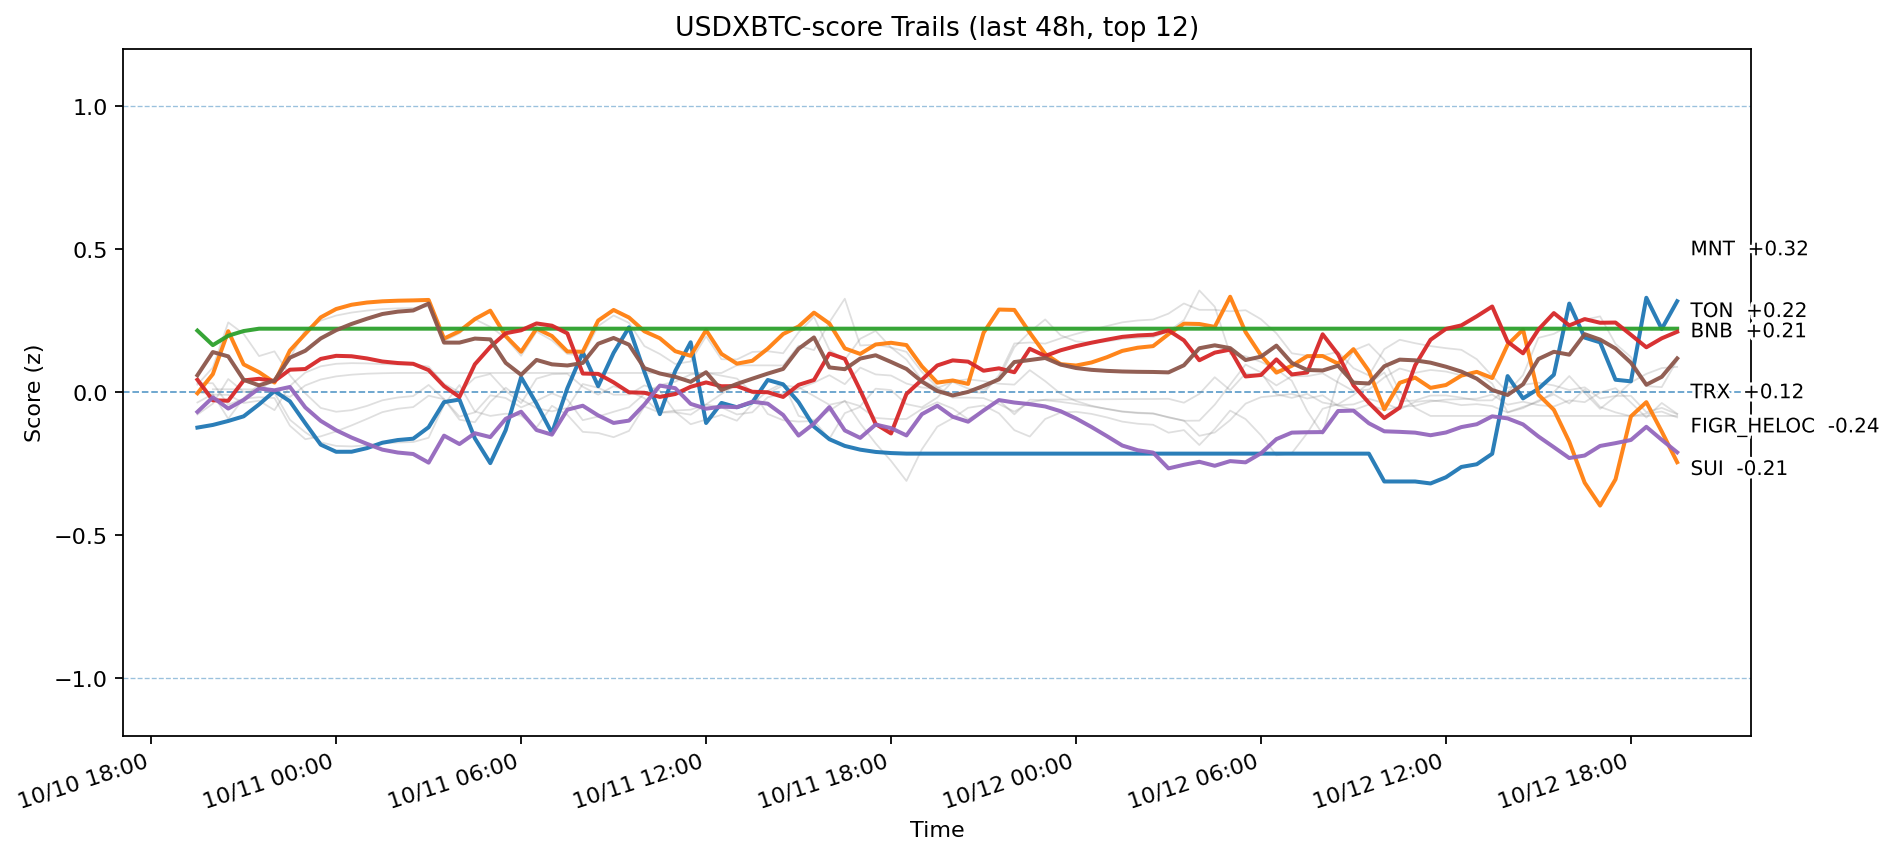 USDXBTC-score Trails (last 48h, top 12)
Score (z)
1.0
0.5
0.0
−0.5
−1.0
MNT  +0.32
TON  +0.22
BNB  +0.21
TRX  +0.12
FIGR_HELOC  -0.24
SUI  -0.21
10/10 18:00
10/11 00:00
10/11 06:00
10/11 12:00
10/11 18:00
10/12 00:00
10/12 06:00
10/12 12:00
10/12 18:00
Time